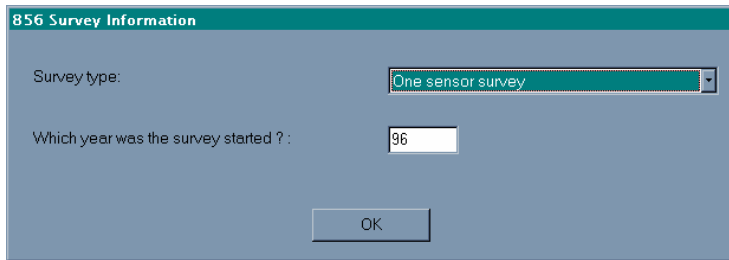 856 Survey Information
Survey type:
One sensor survey
Which year was the survey started ? :
96
OK